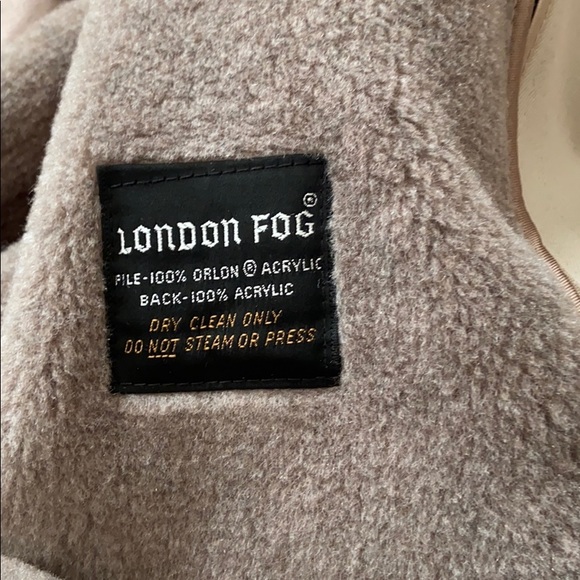 LONDON FOG®
PILE-100% ORLON ® ACRYLIC
BACK-100% ACRYLIC
DRY CLEAN ONLY
DO NOT STEAM OR PRESS